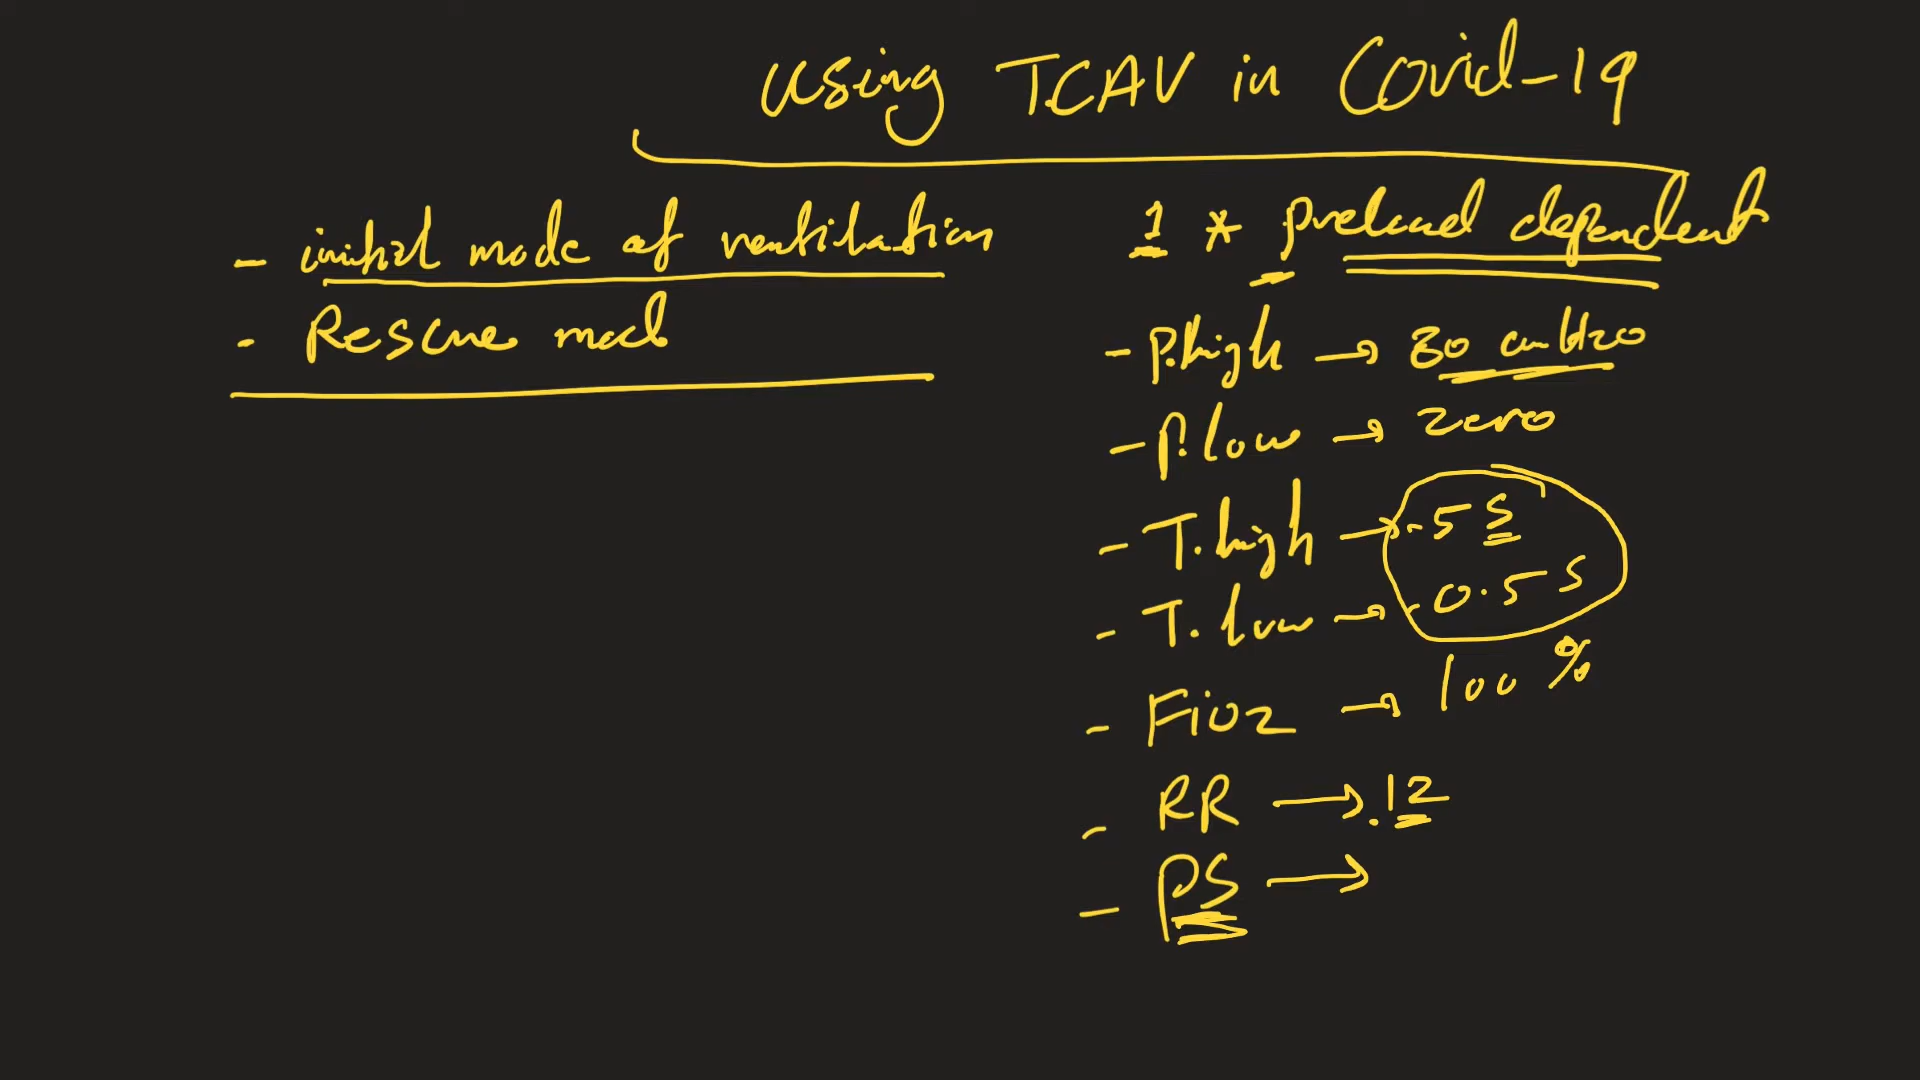 Using TCAV in Covid-19
- initial mode of ventilation
- Rescue mod
1 * preload dependent
- P.high → 30 cmH2O
- P.low → zero
- T.high → 5 s
- T.low → 0.5 s
- FiO2 → 100 %
- RR → 12
- PS →